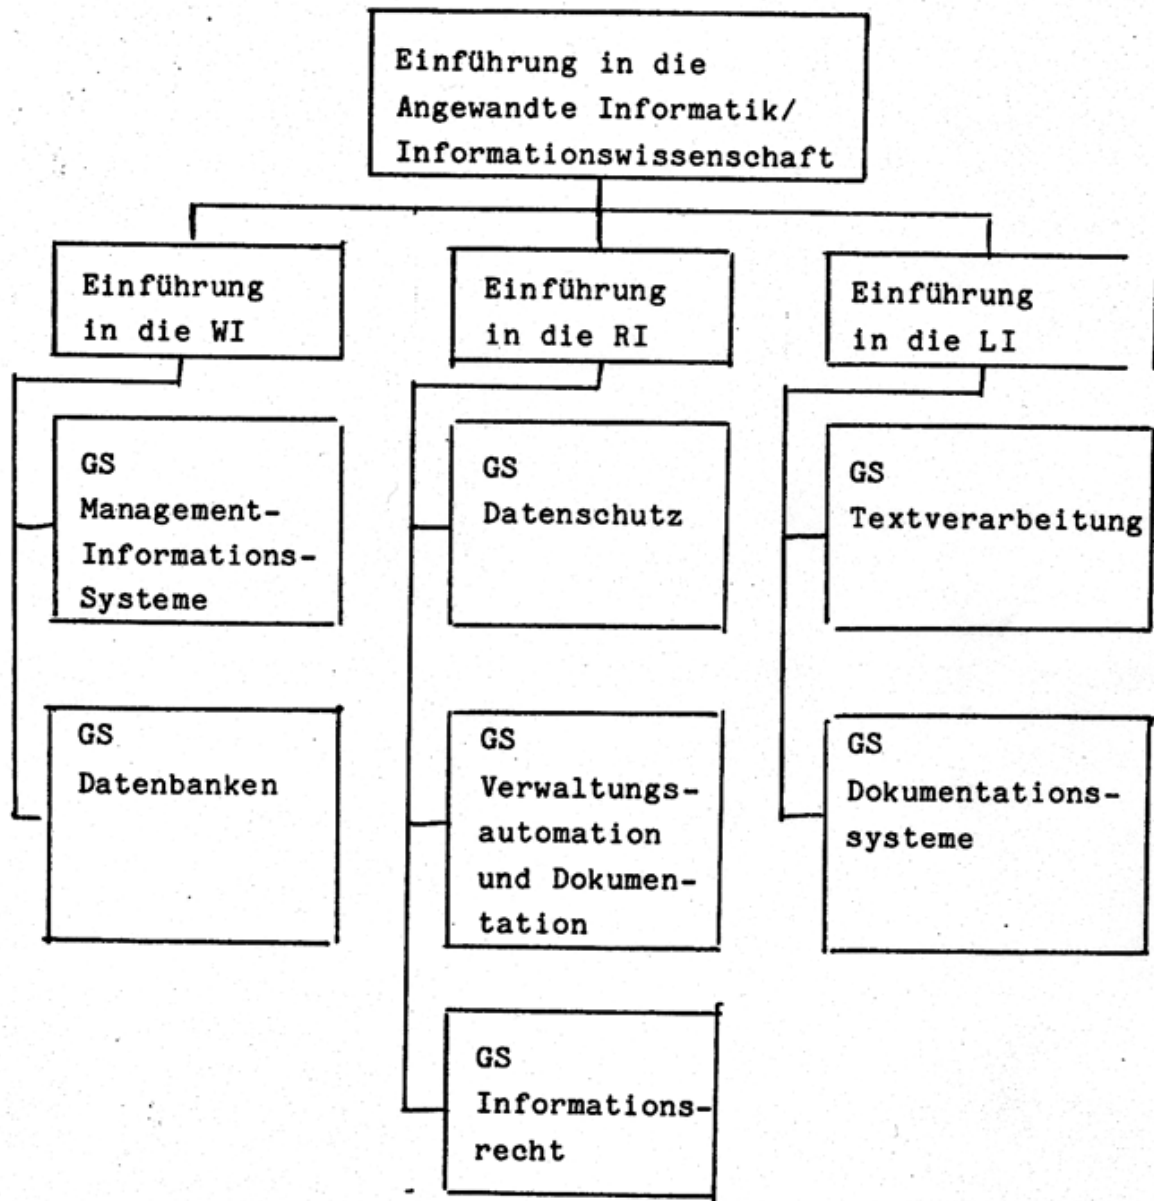 Einführung in die
Angewandte Informatik/
Informationswissenschaft
Einführung
in die WI
Einführung
in die RI
Einführung
in die LI
GS
Management-
Informations-
Systeme
GS
Datenschutz
GS
Textverarbeitung
GS
Datenbanken
GS
Verwaltungs-
automation
und Dokumen-
tation
GS
Dokumentations-
systeme
GS
Informations-
recht